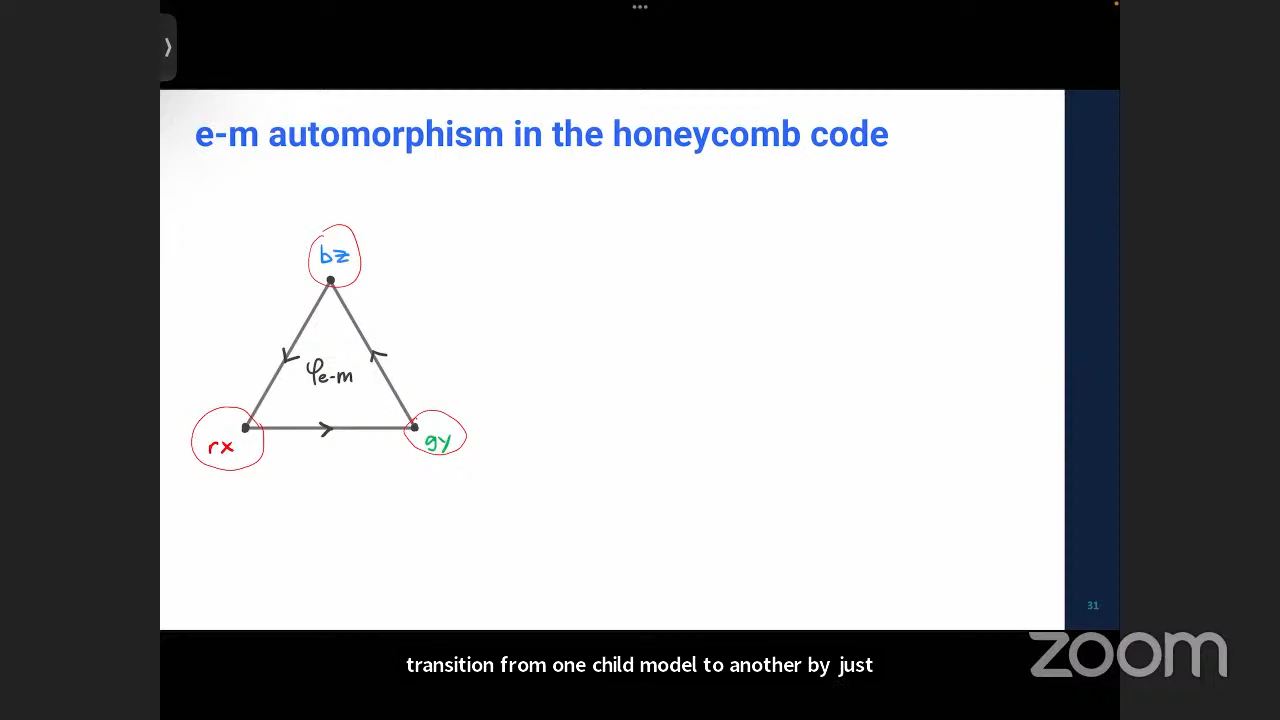 e-m automorphism in the honeycomb code
bz
φe-m
rx
gy
31
transition from one child model to another by just
zoom